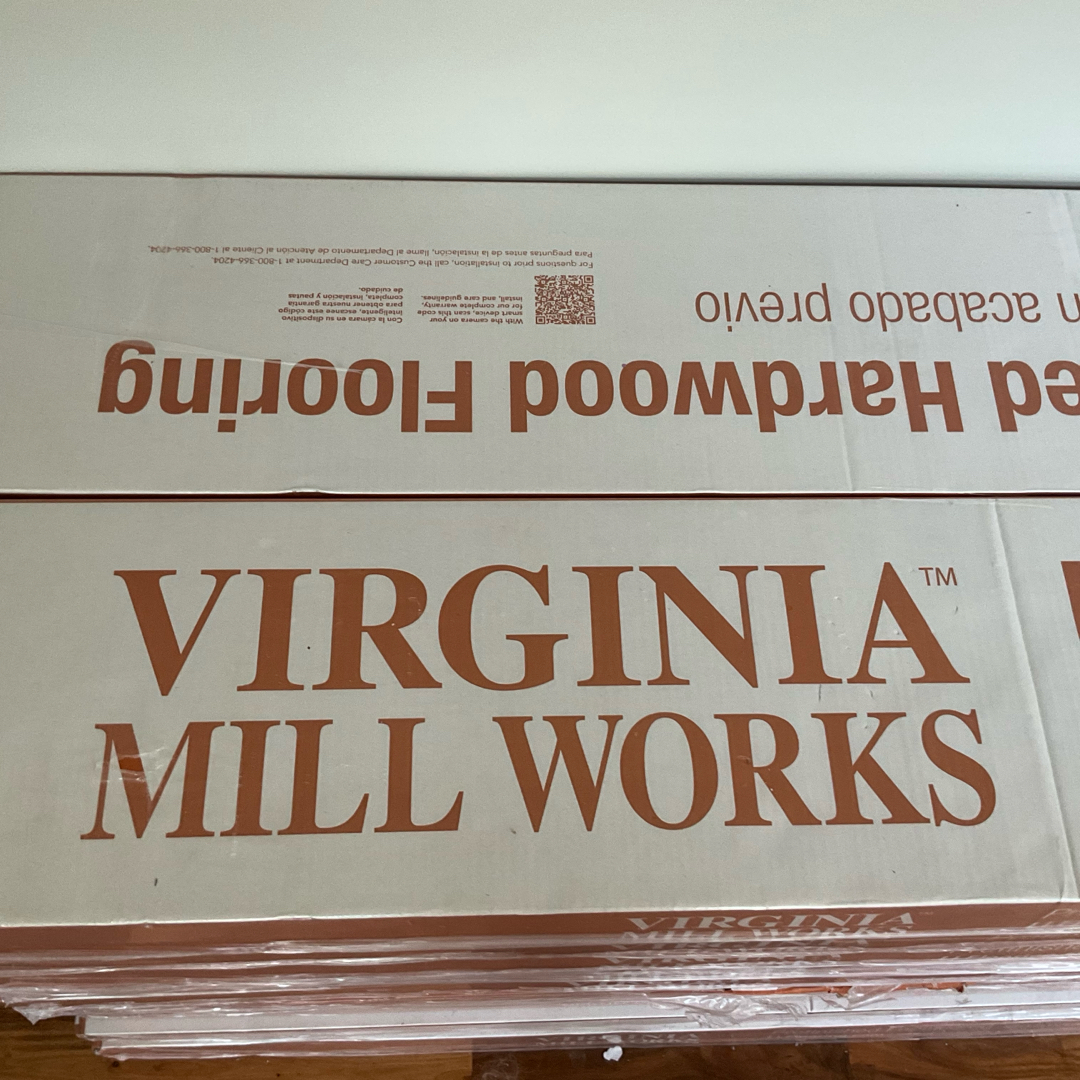 Para preguntas antes de la instalación, llame al Departamento de Atención al Cliente al 1-800-366-4204.
For questions prior to installation, call the Customer Care Department at 1-800-366-4204.
With the camera on your
smart device, scan this code
for our complete warranty,
install, and care guidelines.
Con la cámara en su dispositivo
inteligente, escanee este código
para obtener nuestra garantía
completa, instalación y pautas
de cuidado.
n acabado previo
ed Hardwood Flooring
VIRGINIA™
MILL WORKS
VIRGINIA
MILL WORKS